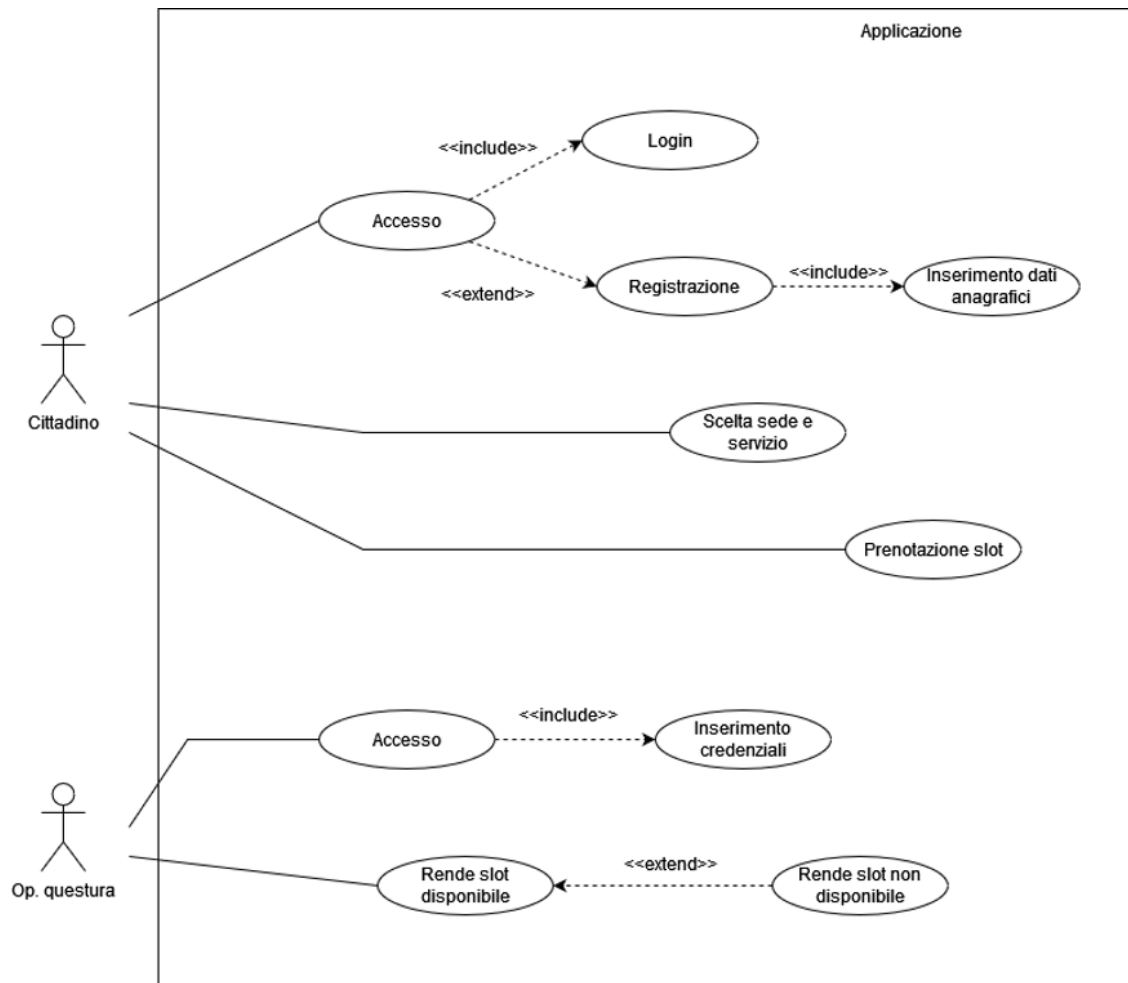 Applicazione
<<include>>
Login
Accesso
<<extend>>
Registrazione
<<include>>
Inserimento dati
anagrafici
Cittadino
Scelta sede e
servizio
Prenotazione slot
Accesso
<<include>>
Inserimento
credenziali
Op. questura
Rende slot
disponibile
<<extend>>
Rende slot non
disponibile